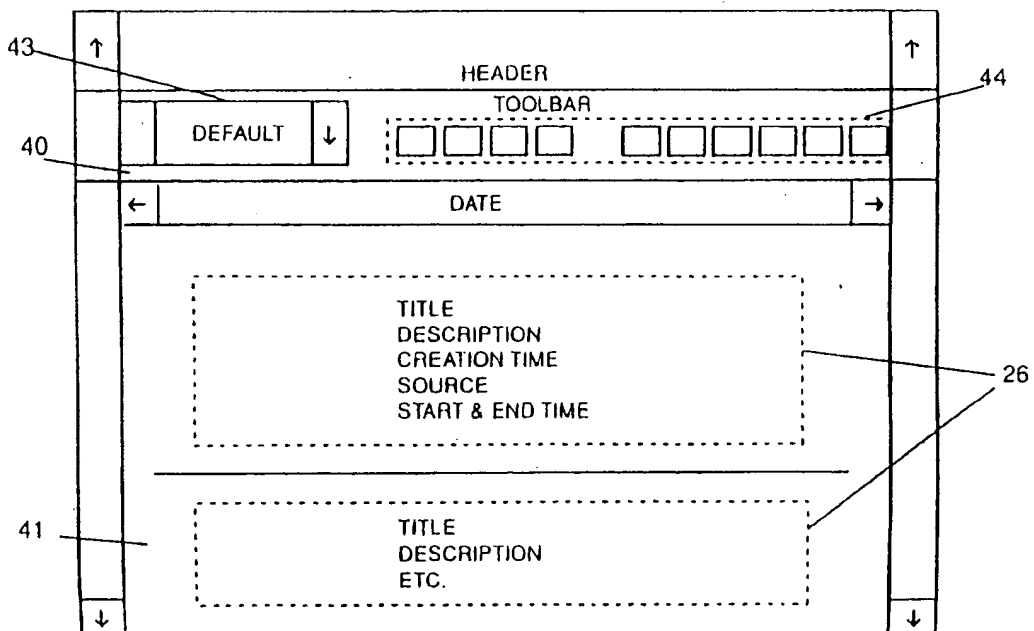 43
↑
↑
HEADER
44
TOOLBAR
DEFAULT
↓
40
←
DATE
→
TITLE
DESCRIPTION
CREATION TIME
SOURCE
START & END TIME
26
41
TITLE
DESCRIPTION
ETC.
↓
↓